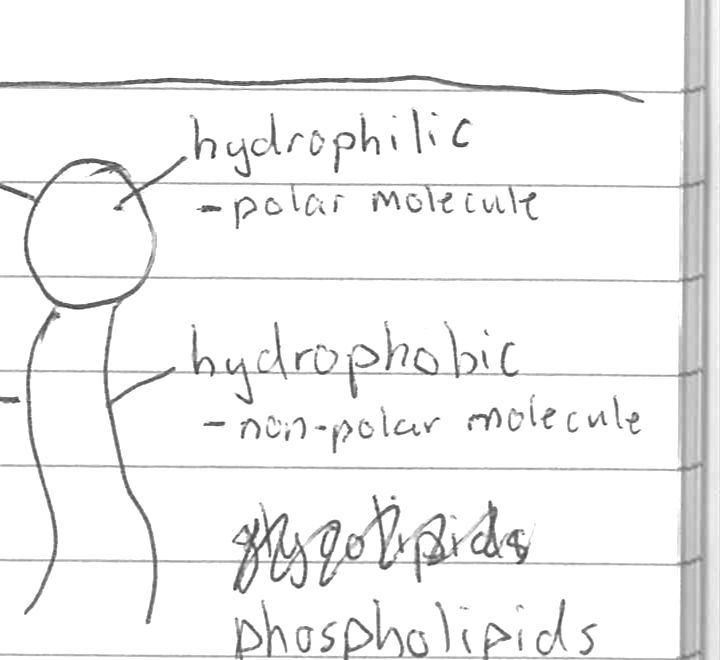 hydrophilic
- polar molecule
hydrophobic
- non-polar molecule
phospholipids